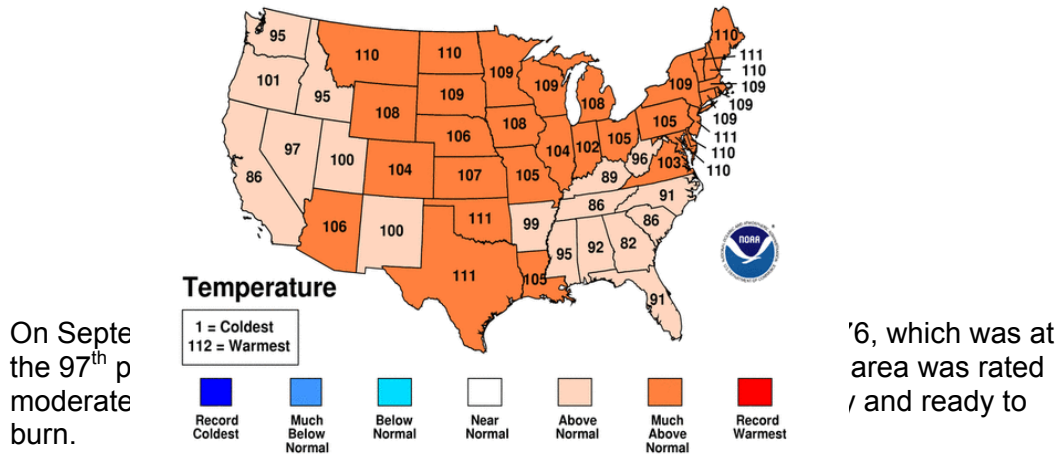 95
110
110
109
110
111
110
109
109
109
111
110
110
101
95
108
109
109
108
109
105
97
100
104
106
108
104
102
105
96
103
86
107
105
89
91
106
100
111
99
86
86
111
105
95
92
82
91
NOAA
Temperature
1 = Coldest
112 = Warmest
On Septe
76, which was at
the 97th p
area was rated
moderate
y and ready to
burn.
Record
Coldest
Much
Below
Normal
Below
Normal
Near
Normal
Above
Normal
Much
Above
Normal
Record
Warmest